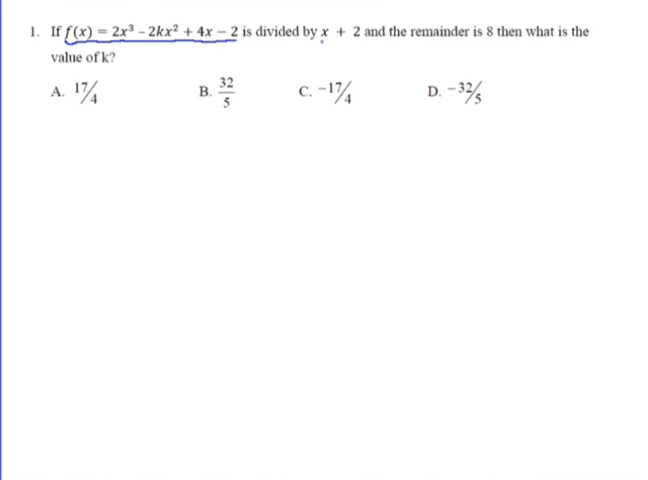 1. If f(x) = 2x³ – 2kx² + 4x – 2 is divided by x + 2 and the remainder is 8 then what is the
value of k?
A. 17/4 B. 32/5 C. −17/4 D. −32/5